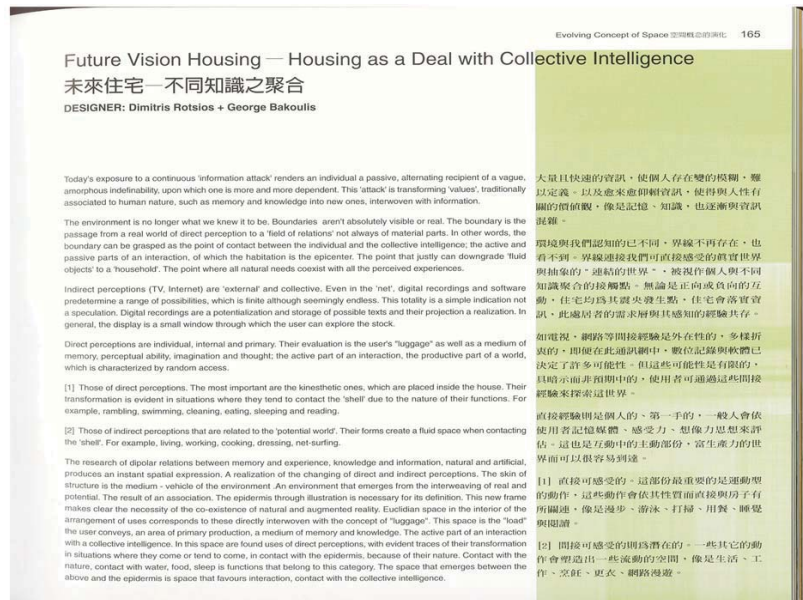 Evolving Concept of Space 空間概念的演化 165
Future Vision Housing — Housing as a Deal with Collective Intelligence
未來住宅—不同知識之聚合
DESIGNER: Dimitris Rotsios + George Bakoulis
Today's exposure to a continuous 'information attack' renders an individual a passive, alternating recipient of a vague,
amorphous indefinability, upon which one is more and more dependent. This 'attack' is transforming 'values', traditionally
associated to human nature, such as memory and knowledge into new ones, interwoven with information.
The environment is no longer what we knew it to be. Boundaries aren't absolutely visible or real. The boundary is the
passage from a real world of direct perception to a 'field of relations' not always of material parts. In other words, the
boundary can be grasped as the point of contact between the individual and the collective intelligence; the active and
passive parts of an interaction, of which the habitation is the epicenter. The point that justly can downgrade 'fluid
objects' to a 'household'. The point where all natural needs coexist with all the perceived experiences.
Indirect perceptions (TV, Internet) are 'external' and collective. Even in the 'net', digital recordings and software
predetermine a range of possibilities, which is finite although seemingly endless. This totality is a simple indication not
a speculation. Digital recordings are a potentialization and storage of possible texts and their projection a realization. In
general, the display is a small window through which the user can explore the stock.
Direct perceptions are individual, internal and primary. Their evaluation is the user's "luggage" as well as a medium of
memory, perceptual ability, imagination and thought; the active part of an interaction, the productive part of a world,
which is characterized by random access.
[1] Those of direct perceptions. The most important are the kinesthetic ones, which are placed inside the house. Their
transformation is evident in situations where they tend to contact the 'shell' due to the nature of their functions. For
example, rambling, swimming, cleaning, eating, sleeping and reading.
[2] Those of indirect perceptions that are related to the 'potential world'. Their forms create a fluid space when contacting
the 'shell'. For example, living, working, cooking, dressing, net-surfing.
The research of dipolar relations between memory and experience, knowledge and information, natural and artificial,
produces an instant spatial expression. A realization of the changing of direct and indirect perceptions. The skin of
structure is the medium - vehicle of the environment .An environment that emerges from the interweaving of real and
potential. The result of an association. The epidermis through illustration is necessary for its definition. This new frame
makes clear the necessity of the co-existence of natural and augmented reality. Euclidian space in the interior of the
arrangement of uses corresponds to these directly interwoven with the concept of "luggage". This space is the "load"
the user conveys, an area of primary production, a medium of memory and knowledge. The active part of an interaction
with a collective intelligence. In this space are found uses of direct perceptions, with evident traces of their transformation
in situations where they come or tend to come, in contact with the epidermis, because of their nature. Contact with the
nature, contact with water, food, sleep is functions that belong to this category. The space that emerges between the
above and the epidermis is space that favours interaction, contact with the collective intelligence.
大量且快速的資訊，使個人存在變的模糊，難
以定義。以及愈來愈仰賴資訊，使得與人性有
關的價值觀，像是記憶、知識，也逐漸與資訊
混雜。
環境與我們認知的已不同，界線不再存在，也
看不到。界線連接我們可直接感受的真實世界
與抽象的"連結的世界"，被視作個人與不同
知識聚合的接觸點。無論是正向或負向的互
動，住宅均為其震央發生點，住宅會落實資
訊，此處居者的需求層與其感知的經驗共存。
如電視，網路等間接經驗是外在性的，多樣折
衷的，即便在此通訊網中，數位記錄與軟體已
決定了許多可能性。但這些可能性是有限的，
具暗示而非預期中的，使用者可通過這些間接
經驗來探索這世界。
直接經驗則是個人的、第一手的，一般人會依
使用者記憶媒體、感受力、想像力思想來評
估。這也是互動中的主動部份，富生產力的世
界而可以很容易到達。
[1] 直接可感受的。這部份最重要的是運動型
的動作，這些動作會依其性質而直接與房子有
所關連，像是漫步、游泳、打掃、用餐、睡覺
與閱讀。
[2] 間接可感受的則為潛在的。一些其它的動
作會塑造出一些流動的空間，像是生活、工
作、烹飪、更衣、網路漫遊。